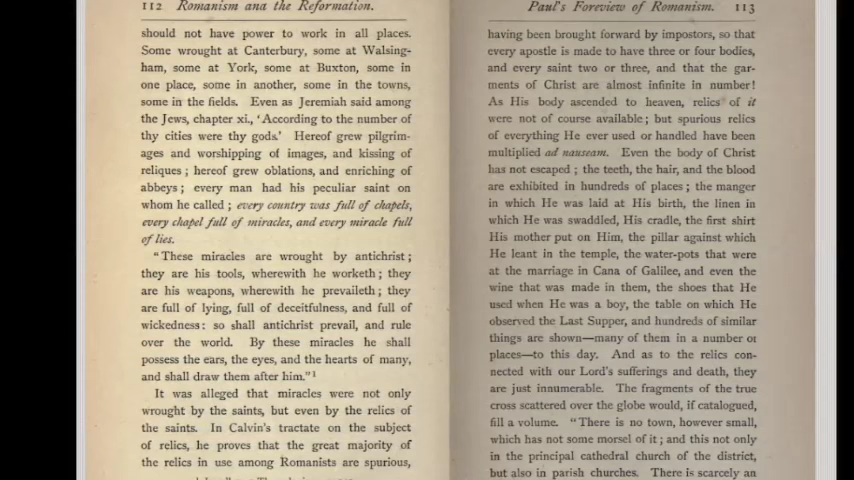 112 Romanism and the Reformation.
should not have power to work in all places.
Some wrought at Canterbury, some at Walsing-
ham, some at York, some at Buxton, some in
one place, some in another, some in the towns,
some in the fields. Even as Jeremiah said among
the Jews, chapter xi., 'According to the number of
thy cities were thy gods.' Hereof grew pilgrim-
ages and worshipping of images, and kissing of
reliques ; hereof grew oblations, and enriching of
abbeys ; every man had his peculiar saint on
whom he called ; every country was full of chapels,
every chapel full of miracles, and every miracle full
of lies.
"These miracles are wrought by antichrist ;
they are his tools, wherewith he worketh ; they
are his weapons, wherewith he prevaileth ; they
are full of lying, full of deceitfulness, and full of
wickedness : so shall antichrist prevail, and rule
over the world. By these miracles he shall
possess the ears, the eyes, and the hearts of many,
and shall draw them after him." 1
It was alleged that miracles were not only
wrought by the saints, but even by the relics of
the saints. In Calvin's tractate on the subject
of relics, he proves that the great majority of
the relics in use among Romanists are spurious,
Paul's Foreview of Romanism. 113
having been brought forward by impostors, so that
every apostle is made to have three or four bodies,
and every saint two or three, and that the gar-
ments of Christ are almost infinite in number!
As His body ascended to heaven, relics of it
were not of course available ; but spurious relics
of everything He ever used or handled have been
multiplied ad nauseam. Even the body of Christ
has not escaped ; the teeth, the hair, and the blood
are exhibited in hundreds of places ; the manger
in which He was laid at His birth, the linen in
which He was swaddled, His cradle, the first shirt
His mother put on Him, the pillar against which
He leant in the temple, the water-pots that were
at the marriage in Cana of Galilee, and even the
wine that was made in them, the shoes that He
used when He was a boy, the table on which He
observed the Last Supper, and hundreds of similar
things are shown—many of them in a number of
places—to this day. And as to the relics con-
nected with our Lord's sufferings and death, they
are just innumerable. The fragments of the true
cross scattered over the globe would, if catalogued,
fill a volume. "There is no town, however small,
which has not some morsel of it ; and this not only
in the principal cathedral church of the district,
but also in parish churches. There is scarcely an